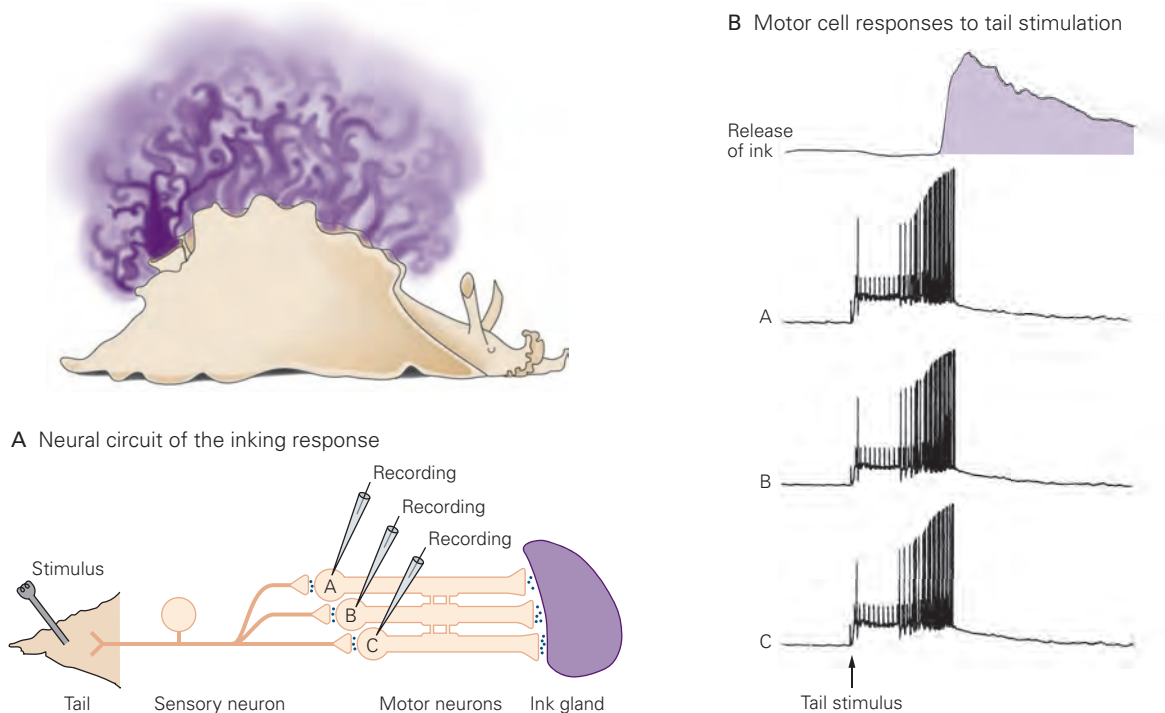 B Motor cell responses to tail stimulation
Release
of ink
A
B
C
Tail stimulus
A Neural circuit of the inking response
Recording
Recording
Recording
Stimulus
A
B
C
Tail
Sensory neuron
Motor neurons
Ink gland